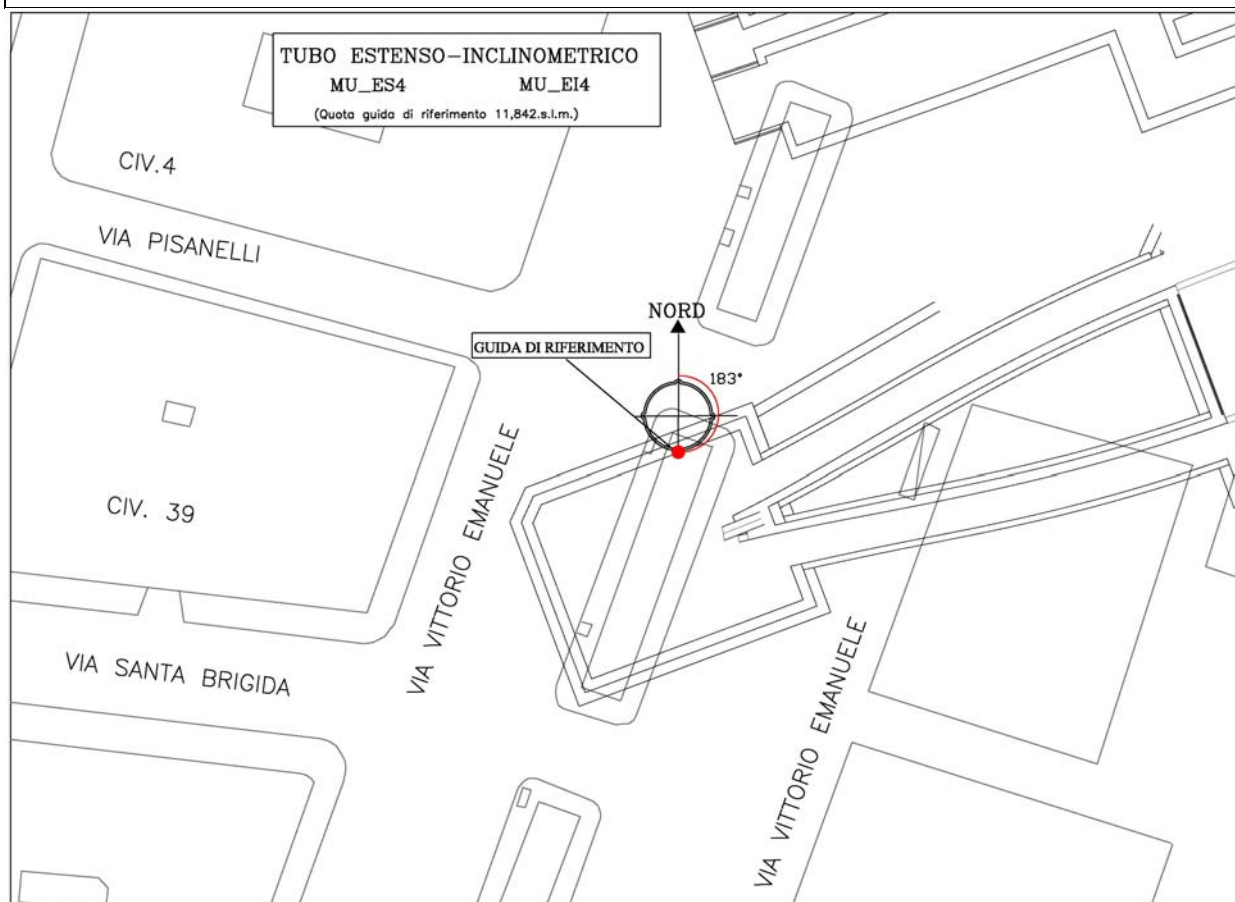 TUBO ESTENSO-INCLINOMETRICO
MU_ES4 MU_EI4
(Quota guida di riferimento 11,842.s.l.m.)
CIV.4
VIA PISANELLI
NORD
GUIDA DI RIFERIMENTO
183°
CIV. 39
VIA VITTORIO EMANUELE
VIA SANTA BRIGIDA
VIA VITTORIO EMANUELE